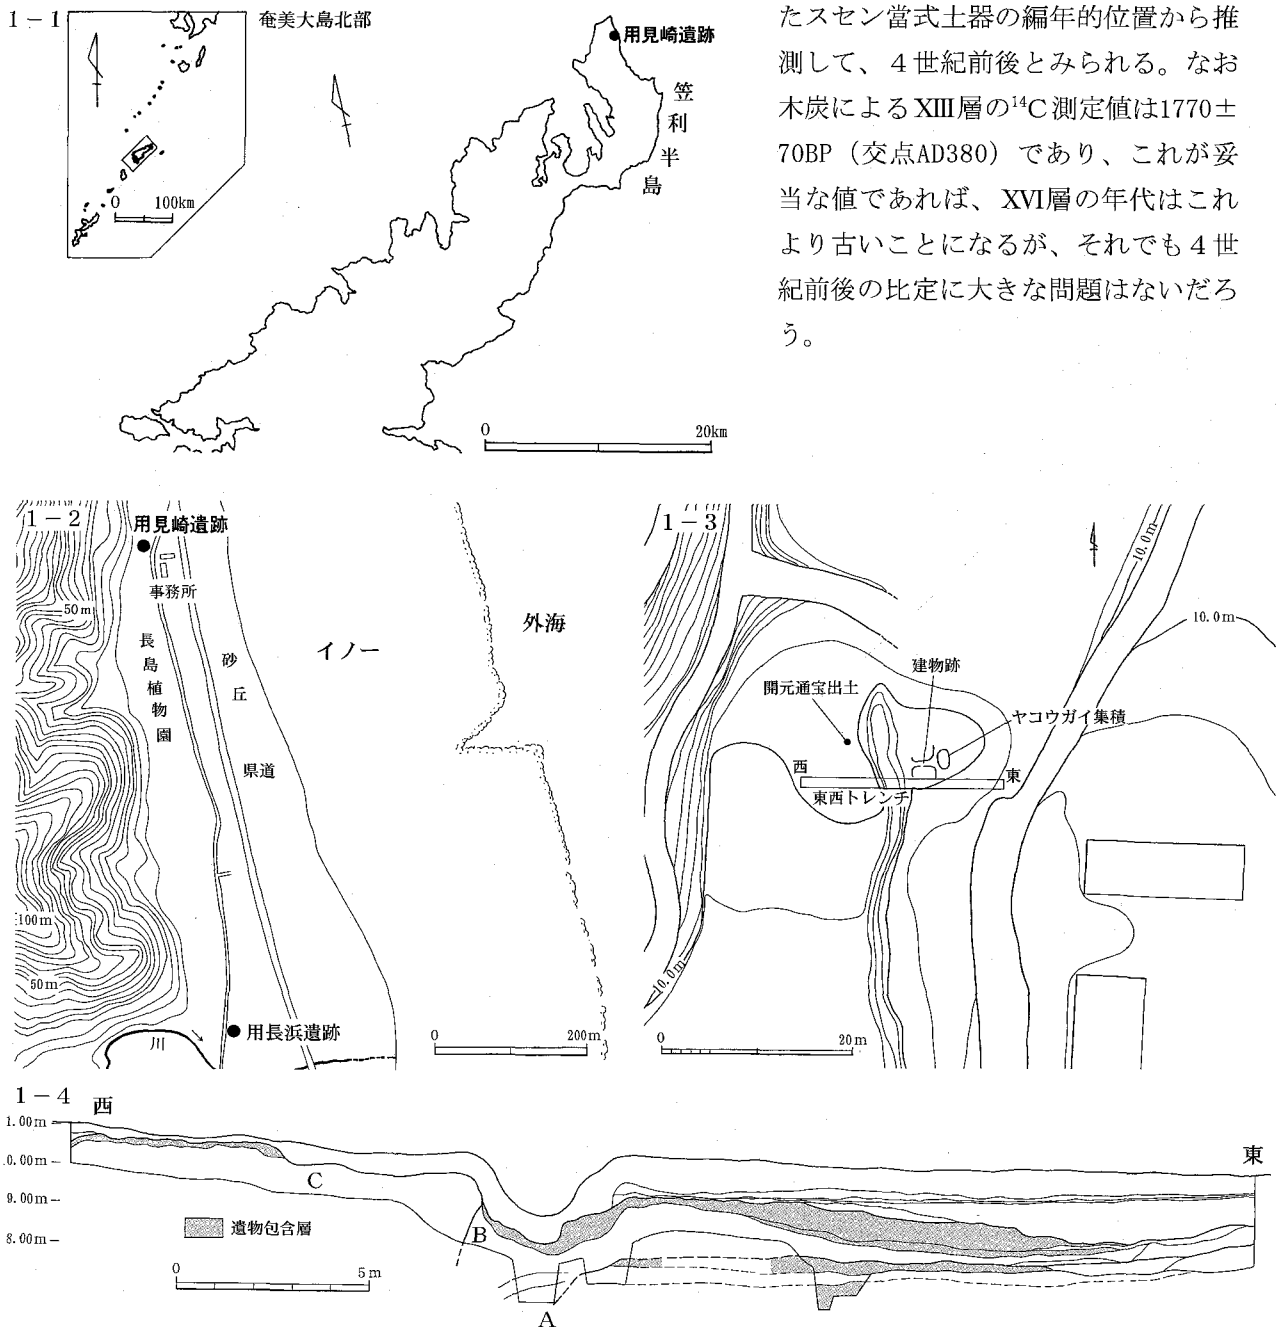 たスセン當式土器の編年的位置から推
測して、４世紀前後とみられる。なお
木炭によるXIII層の¹⁴C測定値は1770±
70BP（交点AD380）であり、これが妥
当な値であれば、XVI層の年代はこれ
より古いことになるが、それでも４世
紀前後の比定に大きな問題はないだろ
う。
1－1
奄美大島北部
用見崎遺跡
笠利半島
0 100km
0 20km
1－2
用見崎遺跡
事務所
50m
長島植物園
砂丘
イノー
外海
県道
100m
50m
川
用長浜遺跡
0 200m
1－3
10.0m
10.0m
建物跡
開元通宝出土
ヤコウガイ集積
西
東
東西トレンチ
10.0m
0 20m
1－4
西
東
1.00m
0.00m
9.00m
8.00m
C
B
A
遺物包含層
0 5m